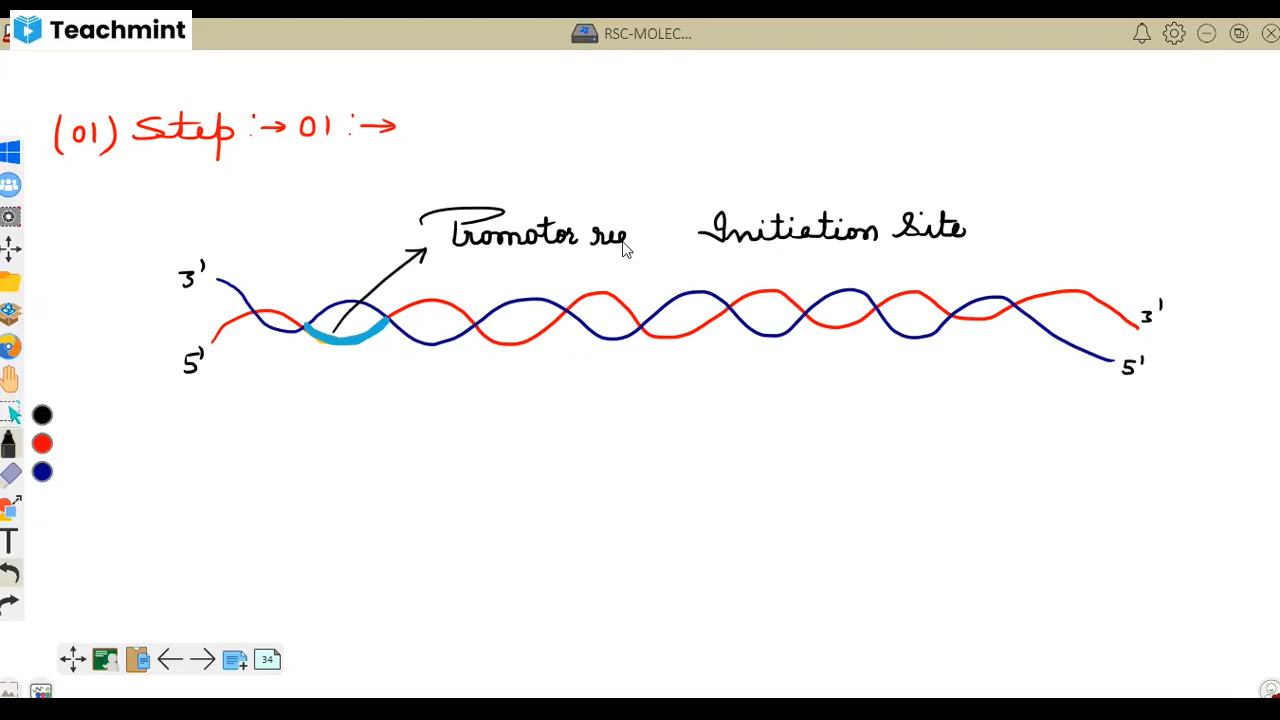 Teachmint
RSC-MOLEC...
(01) Step :→ 01 :→
Promotor re Initiation Site
3'
5'
3'
5'
34
T